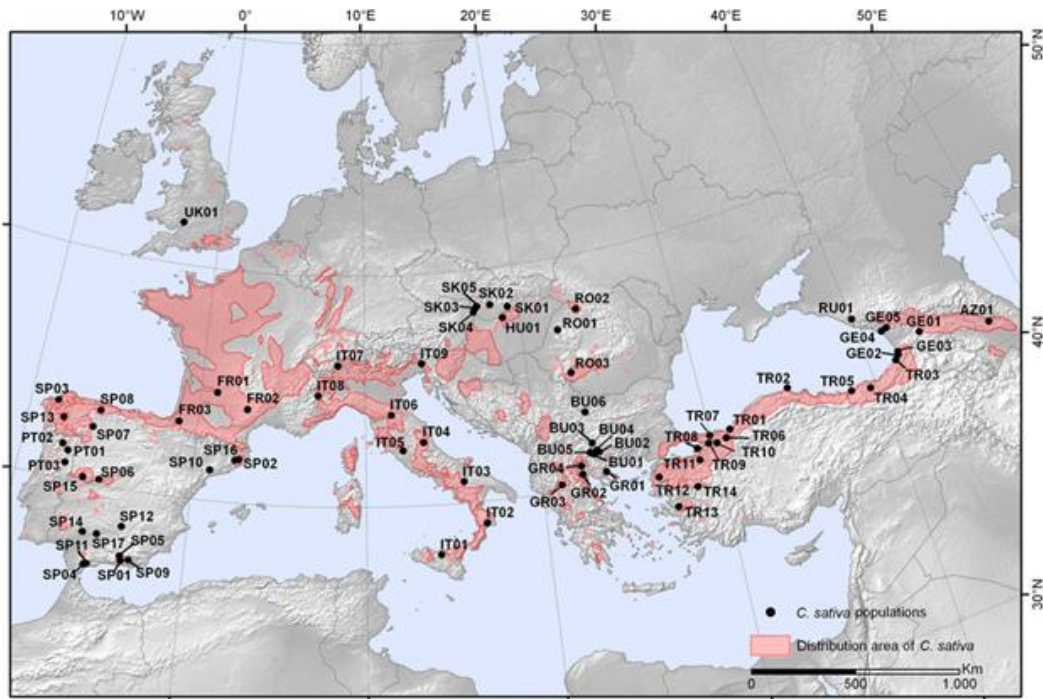 10°W 0° 10°E 20°E 30°E 40°E 50°E
50°N
UK01
SK05
SK02
SK03
SK01
SK04
HU01
RO02
RO01
RO03
RU01
GE05
GE01
AZ01
GE04
GE02
GE03
TR03
40°N
IT07
IT09
IT08
FR01
FR02
FR03
SP03
SP08
SP13
SP07
PT02
PT01
PT03
SP06
SP15
SP16
SP10
SP02
IT06
IT05
IT04
IT03
IT02
IT01
BU06
BU03
BU04
BU05
BU02
BU01
GR04
GR01
GR02
GR03
TR02
TR05
TR04
TR07
TR01
TR08
TR06
TR09
TR10
TR11
TR12
TR14
TR13
SP14
SP12
SP11
SP17
SP05
SP04
SP01
SP09
30°N
C. sativa populations
Distribution area of C. sativa
Km
0 500 1.000